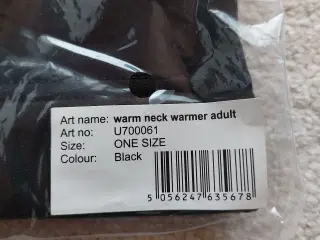 Art name: warm neck warmer adult
Art no: U700061
Size: ONE SIZE
Colour: Black
5 056247 635678